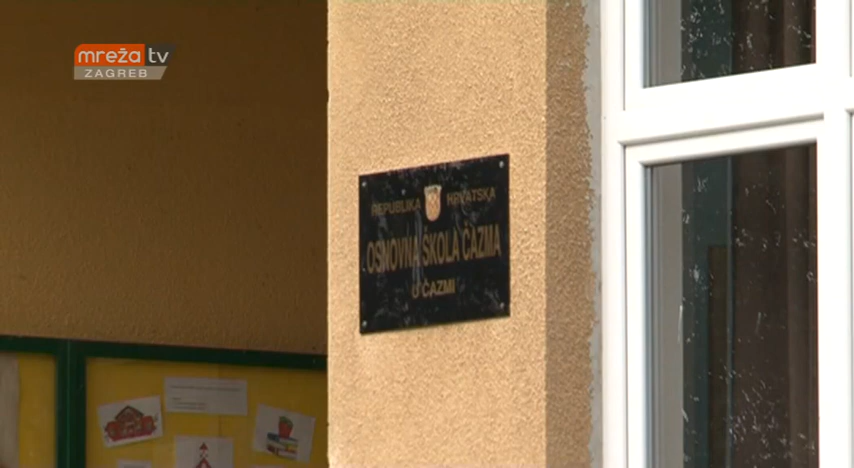 mreža tv
ZAGREB
REPUBLIKA HRVATSKA
OSNOVNA ŠKOLA ČAZMA
U ČAZMI